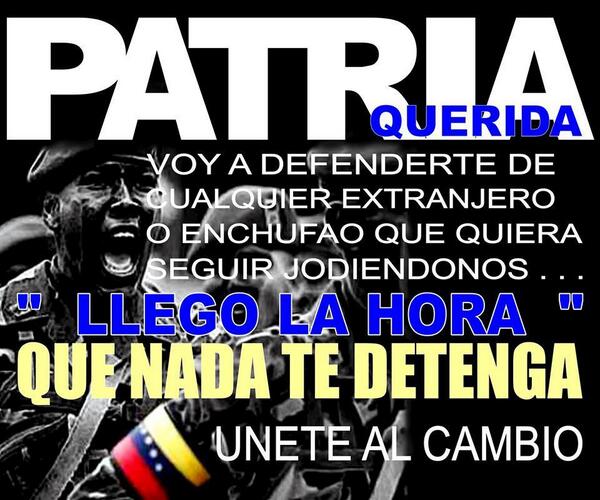 PATRIA
QUERIDA
VOY A DEFENDERTE DE
CUALQUIER EXTRANJERO
O ENCHUFAO QUE QUIERA
SEGUIR JODIENDONOS . . .
" LLEGO LA HORA "
QUE NADA TE DETENGA
UNETE AL CAMBIO